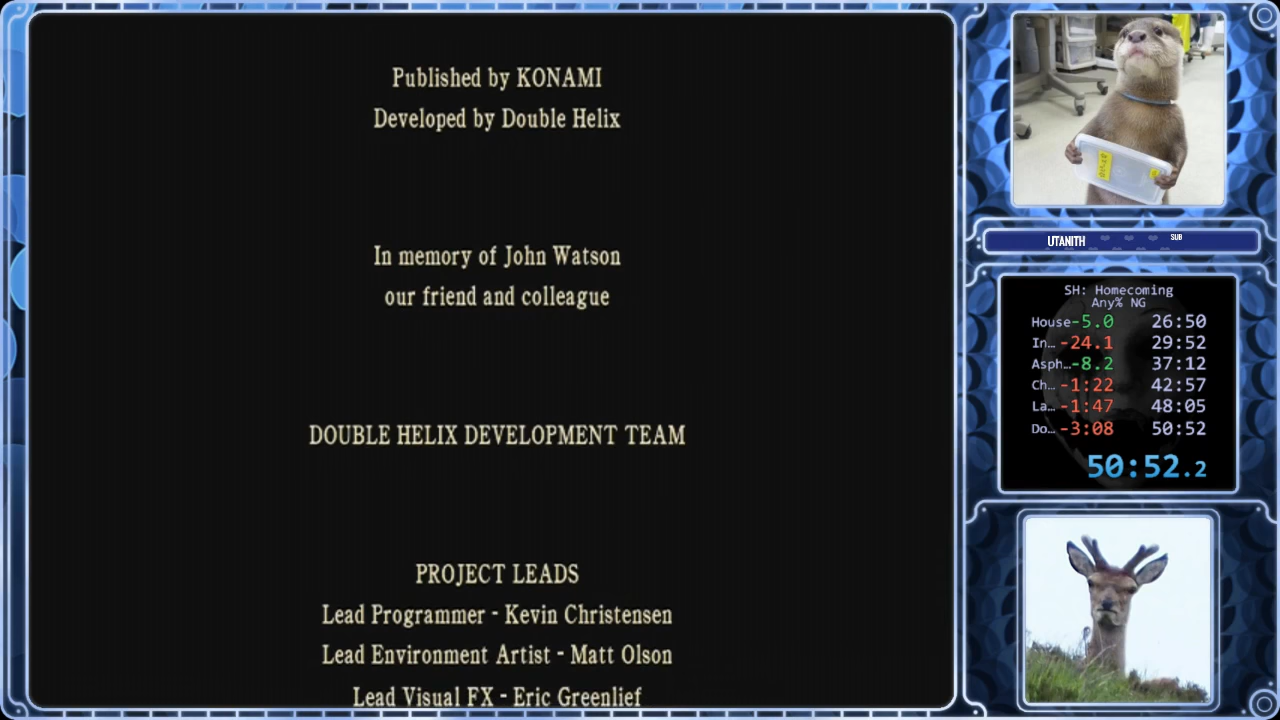 Published by KONAMI
Developed by Double Helix
In memory of John Watson
our friend and colleague
DOUBLE HELIX DEVELOPMENT TEAM
PROJECT LEADS
Lead Programmer - Kevin Christensen
Lead Environment Artist - Matt Olson
Lead Visual FX - Eric Greenlief
UTANITH SUB
SH: Homecoming
Any% NG
House -5.0 26:50
In… -24.1 29:52
Asph… -8.2 37:12
Ch… -1:22 42:57
La… -1:47 48:05
Do… -3:08 50:52
50:52.2